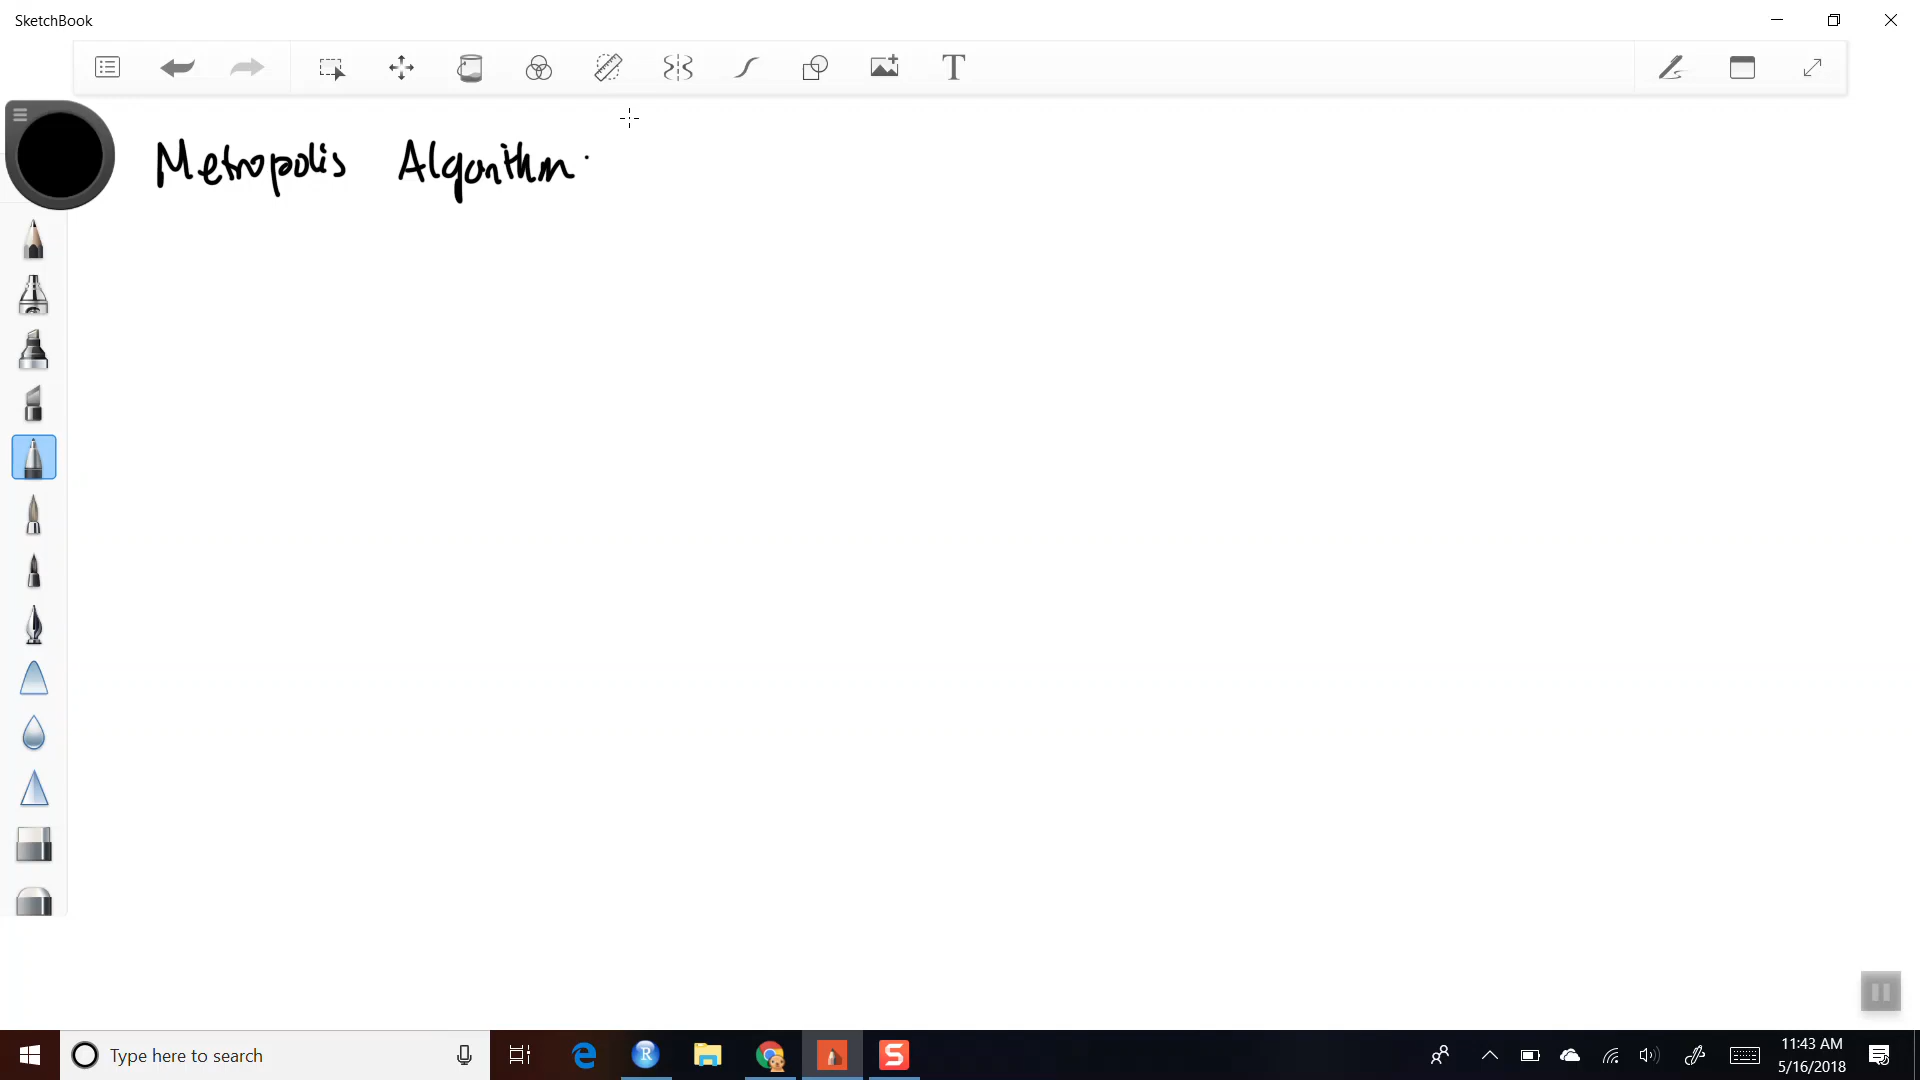 SketchBook
T
Metropolis Algorithm
Type here to search
11:43 AM
5/16/2018